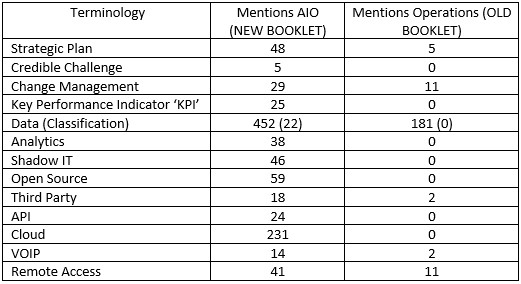 Terminology Mentions AIO Mentions Operations (OLD
(NEW BOOKLET) BOOKLET)
Strategic Plan 48 5
Credible Challenge 5 0
Change Management 29 11
Key Performance Indicator ‘KPI’ 25 0
Data (Classification) 452 (22) 181 (0)
Analytics 38 0
Shadow IT 46 0
Open Source 59 0
Third Party 18 2
API 24 0
Cloud 231 0
VOIP 14 2
Remote Access 41 11